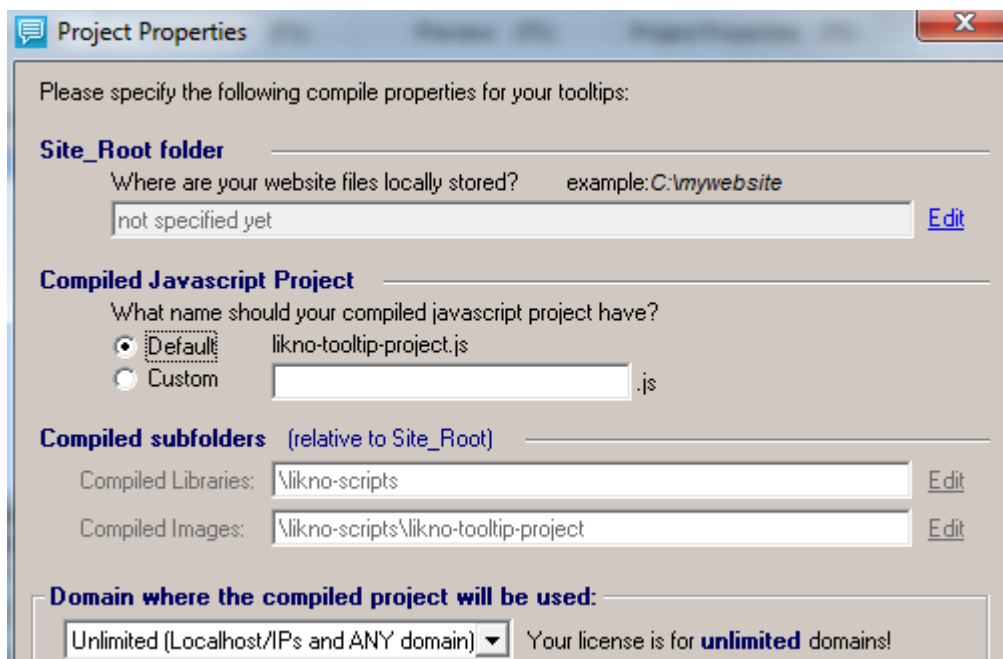 Project Properties
Please specify the following compile properties for your tooltips:
Site_Root folder
Where are your website files locally stored? example:C:\mywebsite
not specified yet Edit
Compiled Javascript Project
What name should your compiled javascript project have?
Default likno-tooltip-project.js
Custom .js
Compiled subfolders (relative to Site_Root)
Compiled Libraries: \likno-scripts Edit
Compiled Images: \likno-scripts\likno-tooltip-project Edit
Domain where the compiled project will be used:
Unlimited (Localhost/IPs and ANY domain) Your license is for unlimited domains!